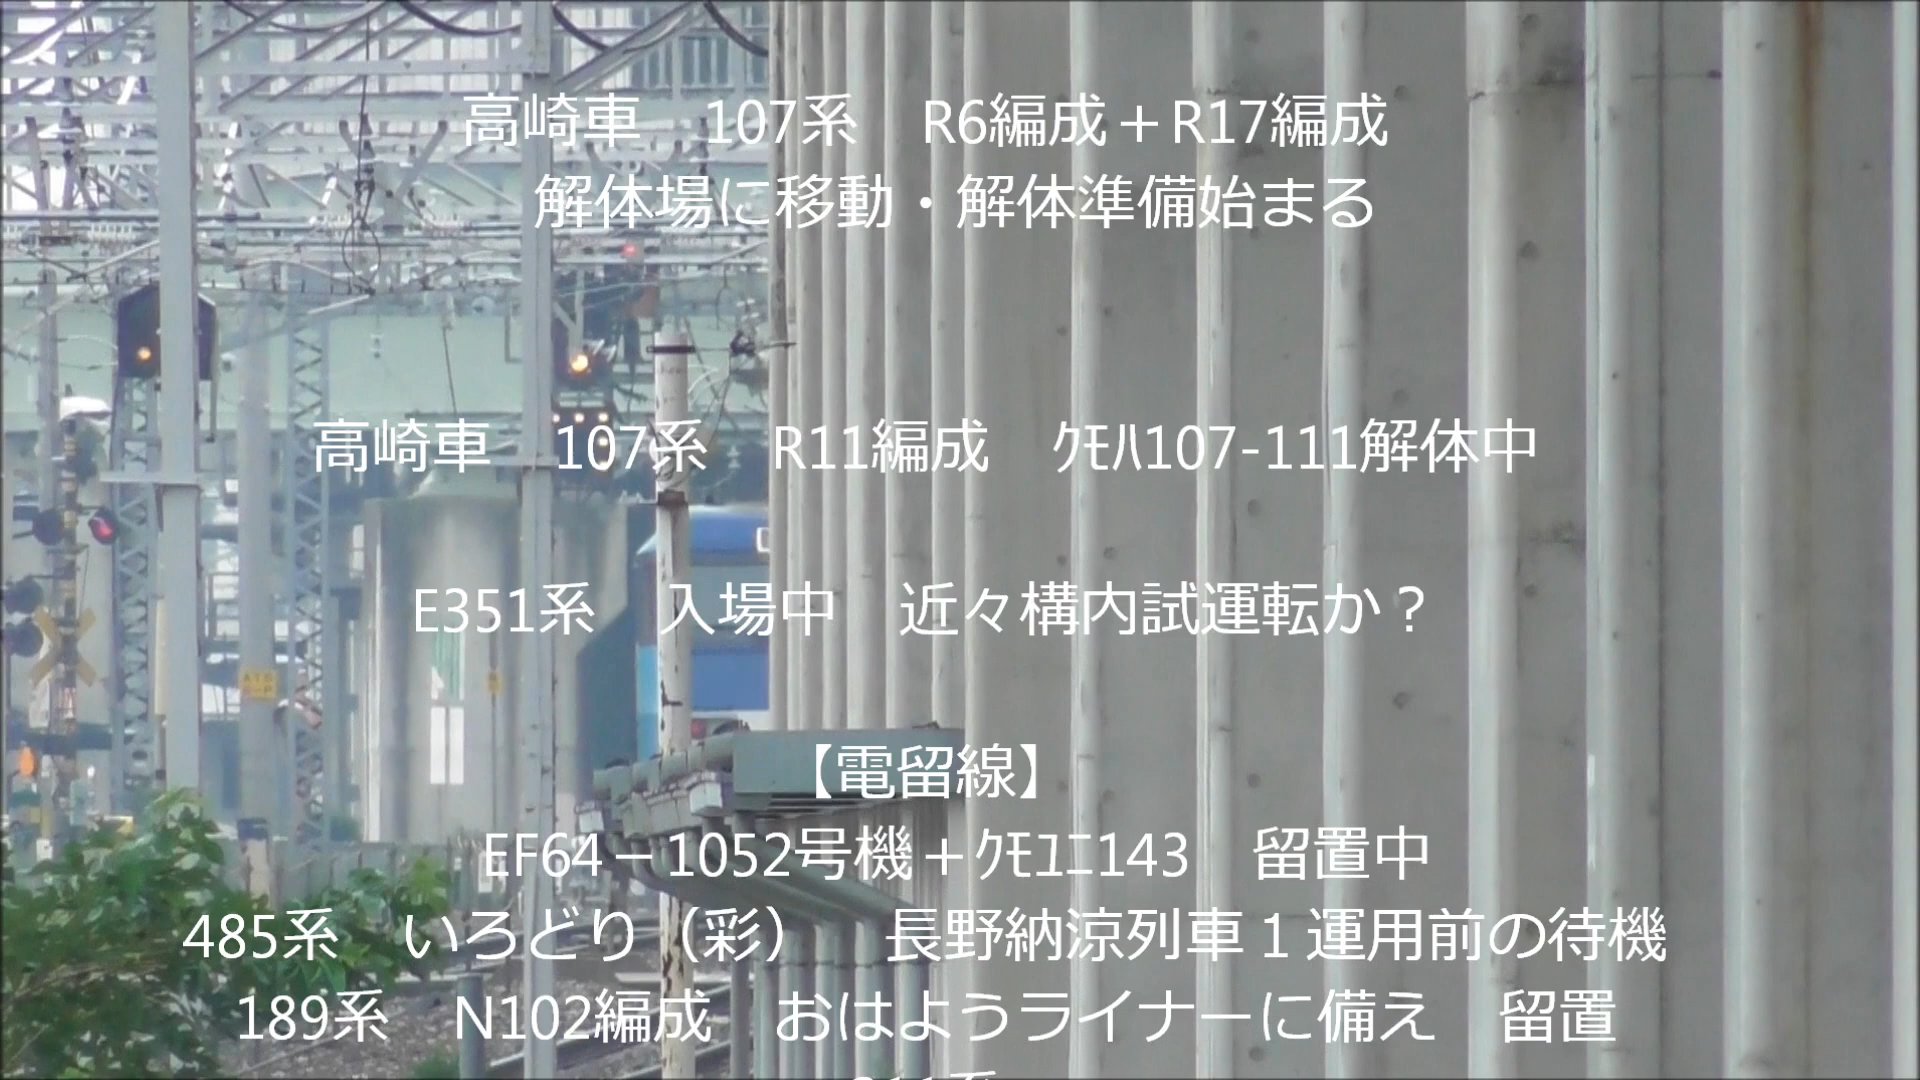 高崎車　107系　R6編成＋R17編成
解体場に移動・解体準備始まる
高崎車　107系　R11編成　ｸﾓﾊ107-111解体中
E351系　入場中　近々構内試運転か？
【電留線】
EF64－1052号機＋ｸﾓﾕﾆ143　留置中
485系　いろどり（彩）　長野納涼列車１運用前の待機
189系　N102編成　おはようライナーに備え　留置